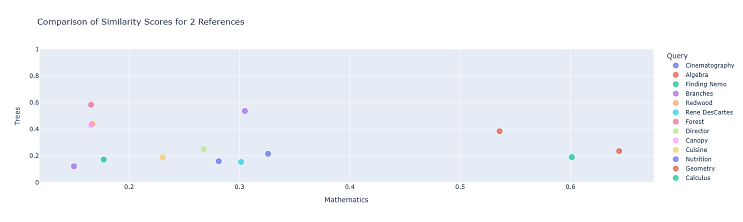 Comparison of Similarity Scores for 2 References
1
0.8
0.6
0.4
0.2
0
Trees
0.2
0.3
0.4
0.5
0.6
Mathematics
Query
Cinematography
Algebra
Finding Nemo
Branches
Redwood
Rene DesCartes
Forest
Director
Canopy
Cuisine
Nutrition
Geometry
Calculus